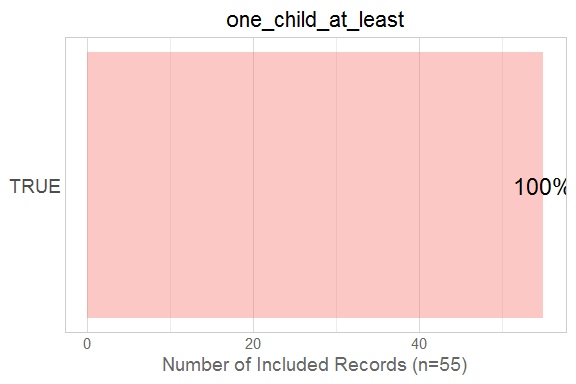 one_child_at_least
TRUE
100%
0 20 40
Number of Included Records (n=55)